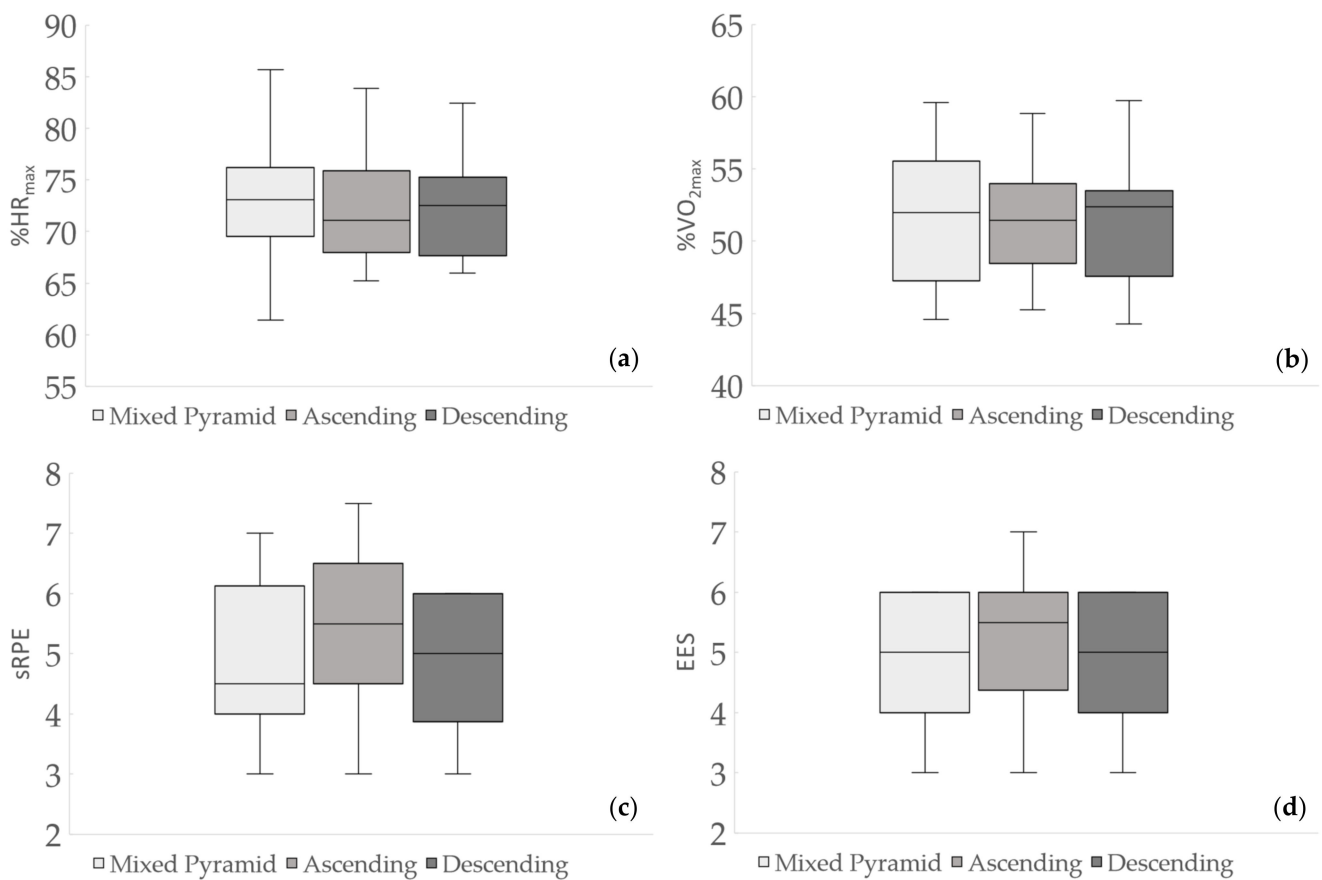 90
85
80
75
70
65
60
55
%HRmax
(a)
Mixed Pyramid Ascending Descending
65
60
55
50
45
40
%VO2max
(b)
Mixed Pyramid Ascending Descending
8
7
6
5
4
3
2
sRPE
(c)
Mixed Pyramid Ascending Descending
8
7
6
5
4
3
2
EES
(d)
Mixed Pyramid Ascending Descending